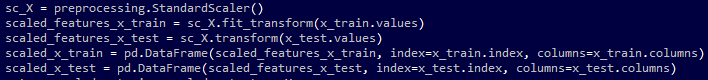 sc_X = preprocessing.StandardScaler()
scaled_features_x_train = sc_X.fit_transform(x_train.values)
scaled_features_x_test = sc_X.transform(x_test.values)
scaled_x_train = pd.DataFrame(scaled_features_x_train, index=x_train.index, columns=x_train.columns)
scaled_x_test = pd.DataFrame(scaled_features_x_test, index=x_test.index, columns=x_test.columns)